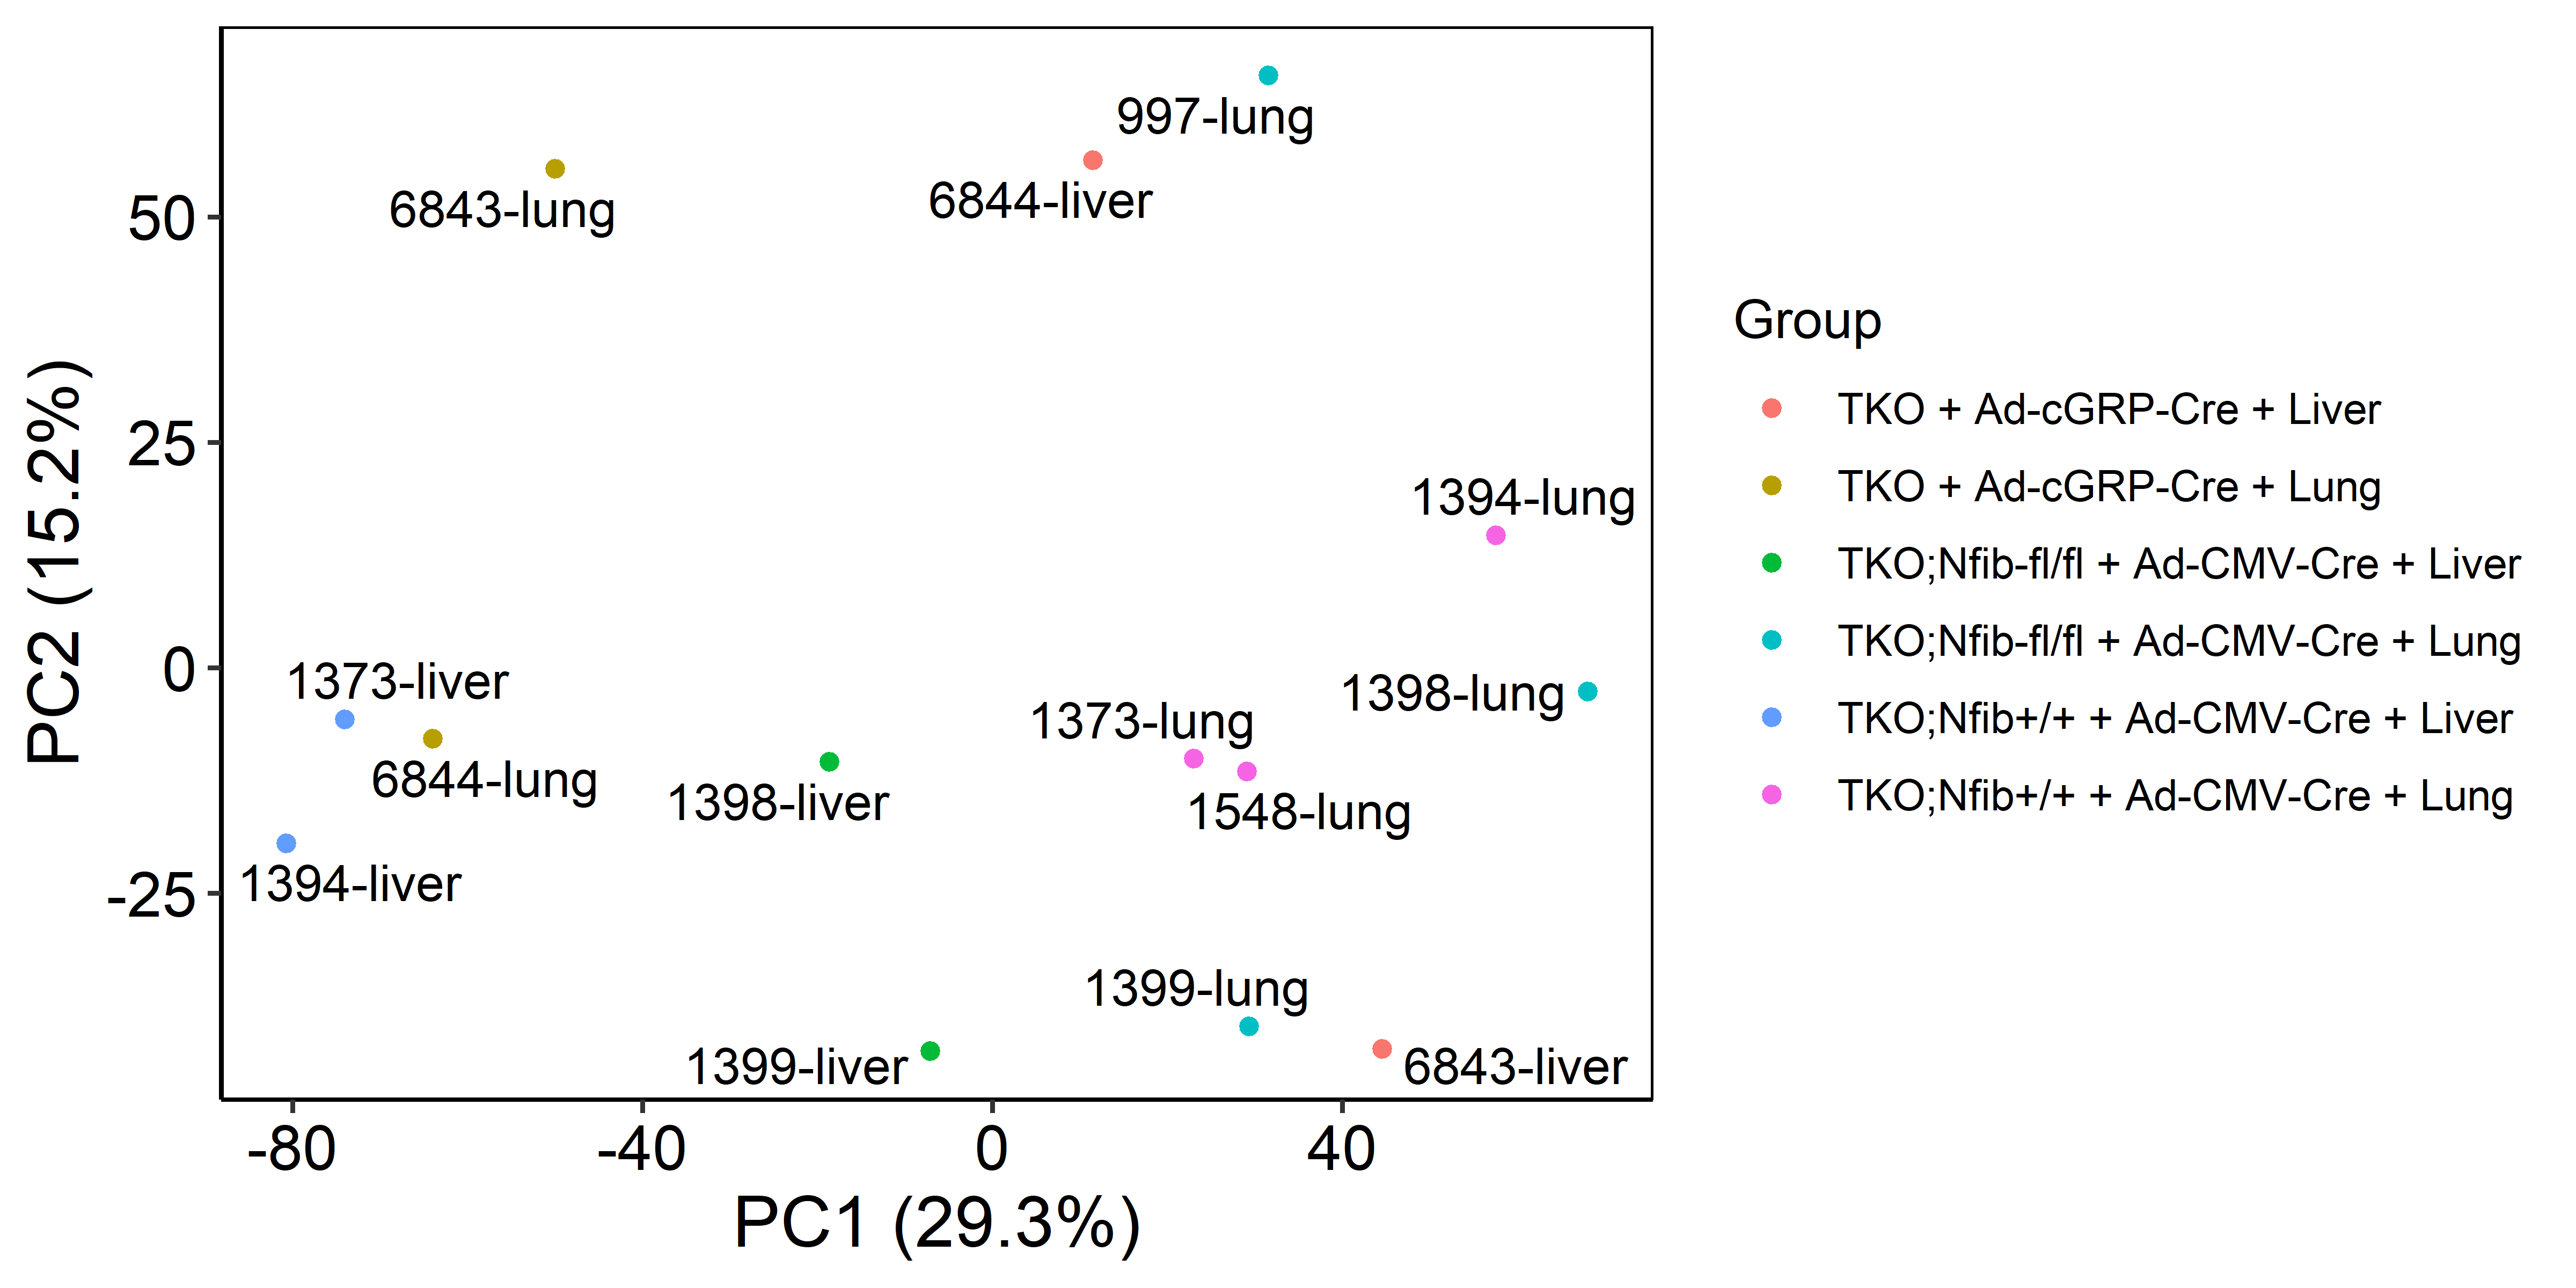 997-lung
6843-lung
6844-liver
50
25
1394-lung
0
1373-liver
1398-lung
1373-lung
6844-lung
1398-liver
1548-lung
1394-liver
-25
1399-lung
1399-liver
6843-liver
-80
-40
0
40
PC1 (29.3%)
PC2 (15.2%)
Group
TKO + Ad-cGRP-Cre + Liver
TKO + Ad-cGRP-Cre + Lung
TKO;Nfib-fl/fl + Ad-CMV-Cre + Liver
TKO;Nfib-fl/fl + Ad-CMV-Cre + Lung
TKO;Nfib+/+ + Ad-CMV-Cre + Liver
TKO;Nfib+/+ + Ad-CMV-Cre + Lung